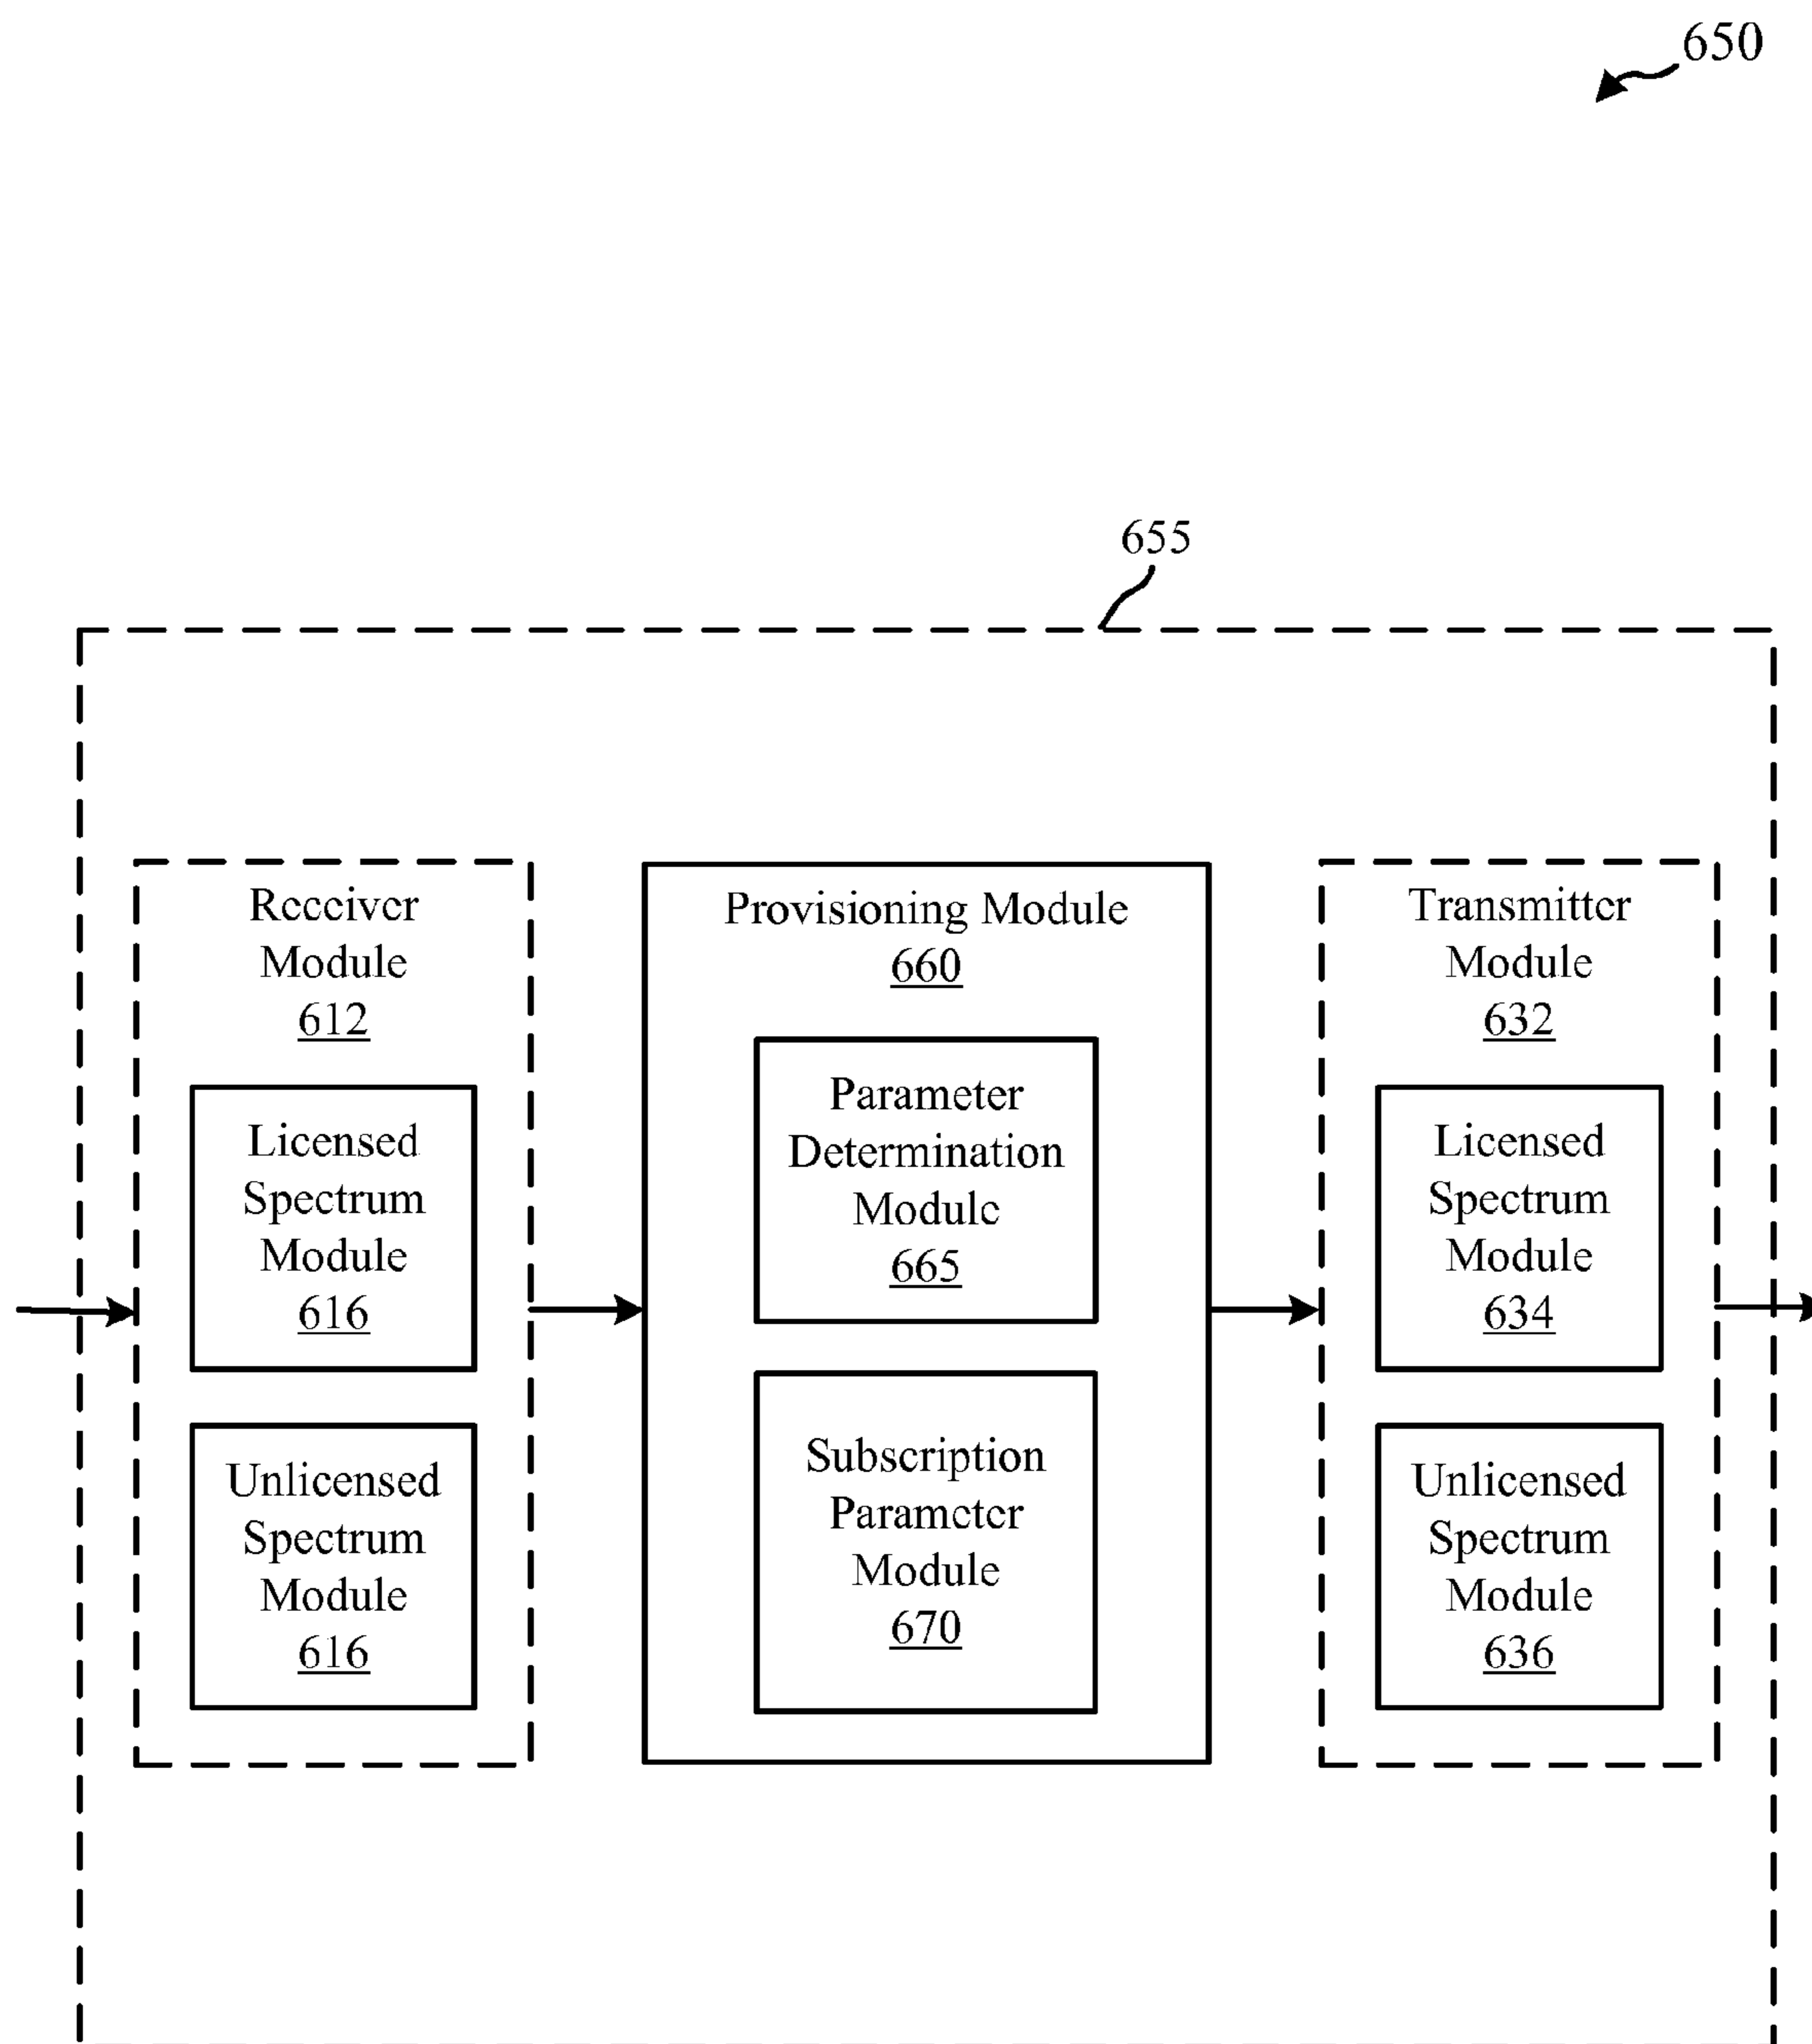 650
655
Receiver
Module
612
Licensed
Spectrum
Module
616
Unlicensed
Spectrum
Module
616
Provisioning Module
660
Parameter
Determination
Module
665
Subscription
Parameter
Module
670
Transmitter
Module
632
Licensed
Spectrum
Module
634
Unlicensed
Spectrum
Module
636